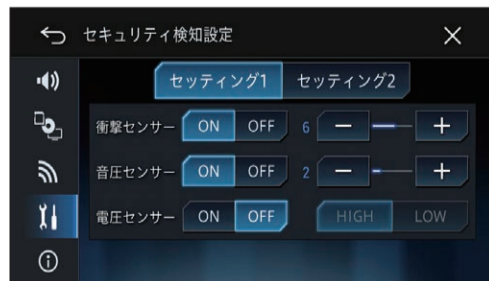 セキュリティ検知設定
セッティング1 セッティング2
衝撃センサー ON OFF 6 － ＋
音圧センサー ON OFF 2 － ＋
電圧センサー ON OFF HIGH LOW